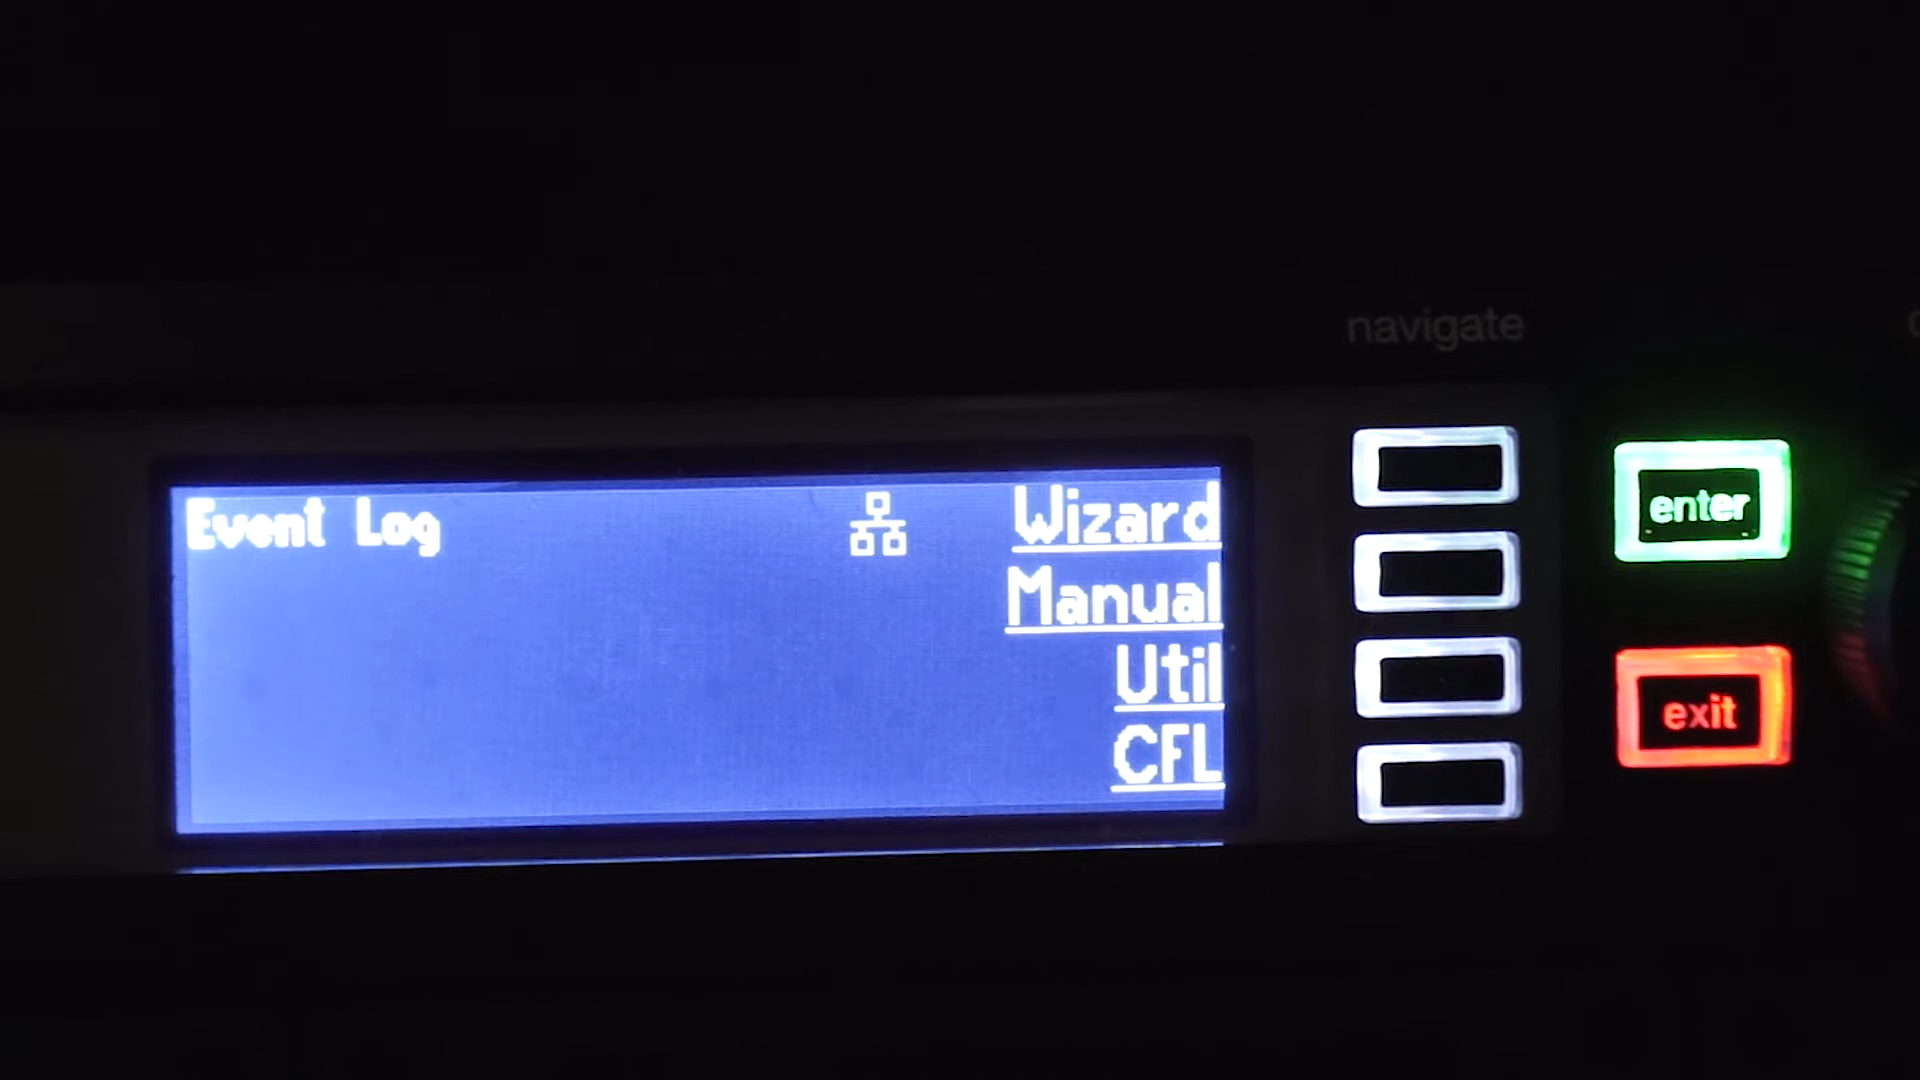 navigate
Event Log
Wizard
Manual
Util
CFL
enter
exit